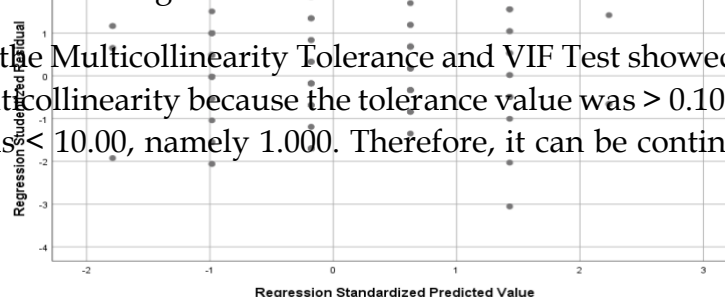 the Multicollinearity Tolerance and VIF Test showed
ticollinearity because the tolerance value was > 0.10
s < 10.00, namely 1.000. Therefore, it can be contin
Regression Studentized Residual
1
0
-1
-2
-3
-4
-2 -1 0 1 2 3
Regression Standardized Predicted Value